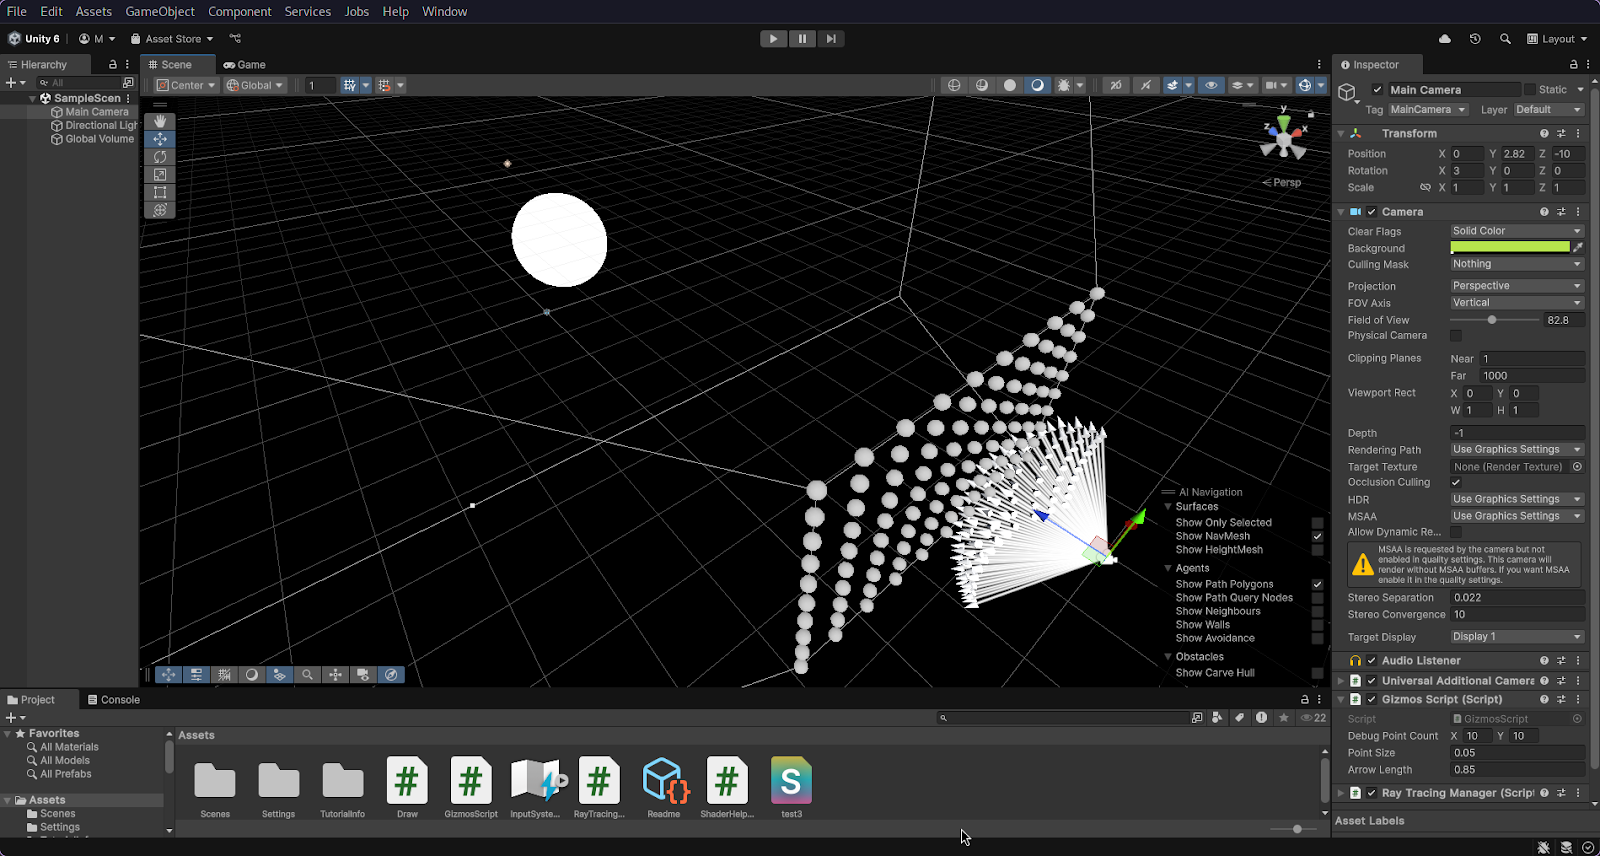 File Edit Assets GameObject Component Services Jobs Help Window
Unity 6 M Asset Store Layout
Hierarchy Scene Game Inspector
All Center Global 1
Main Camera Static
SampleScen
Main Camera
Directional Ligh
Global Volume
Tag MainCamera Layer Default
y
z x
Persp
Transform
Position X 0 Y 2.82 Z -10
Rotation X 3 Y 0 Z 0
Scale X 1 Y 1 Z 1
Camera
Clear Flags Solid Color
Background
Culling Mask Nothing
Projection Perspective
FOV Axis Vertical
Field of View 82.8
Physical Camera
Clipping Planes Near 1
Far 1000
Viewport Rect X 0 Y 0
W 1 H 1
Depth -1
Rendering Path Use Graphics Settings
Target Texture None (Render Texture)
Occlusion Culling
HDR Use Graphics Settings
MSAA Use Graphics Settings
Allow Dynamic Re...
MSAA is requested by the camera but not
enabled in quality settings. This camera will
render without MSAA buffers. If you want MSAA
enable it in the quality settings.
Stereo Separation 0.022
Stereo Convergence 10
Target Display Display 1
Audio Listener
Universal Additional Camera
Gizmos Script (Script)
Script GizmosScript
Debug Point Count X 10 Y 10
Point Size 0.05
Arrow Length 0.85
Ray Tracing Manager (Script
Asset Labels
AI Navigation
Surfaces
Show Only Selected
Show NavMesh
Show HeightMesh
Agents
Show Path Polygons
Show Path Query Nodes
Show Neighbours
Show Walls
Show Avoidance
Obstacles
Show Carve Hull
Project Console
22
Favorites
All Materials
All Models
All Prefabs
Assets
Scenes
Settings
Assets
Scenes Settings TutorialInfo Draw GizmosScript InputSyste... RayTracing... Readme ShaderHelp... test3